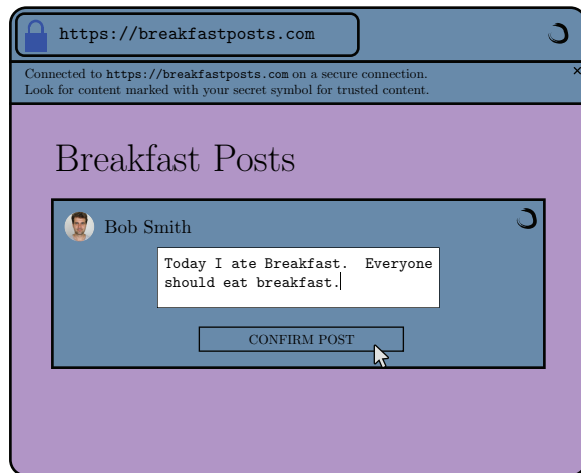 https://breakfastposts.com
Connected to https://breakfastposts.com on a secure connection.
Look for content marked with your secret symbol for trusted content.
×
Breakfast Posts
Bob Smith
Today I ate Breakfast. Everyone
should eat breakfast.
CONFIRM POST